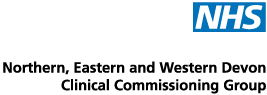 NHS
Northern, Eastern and Western Devon
Clinical Commissioning Group